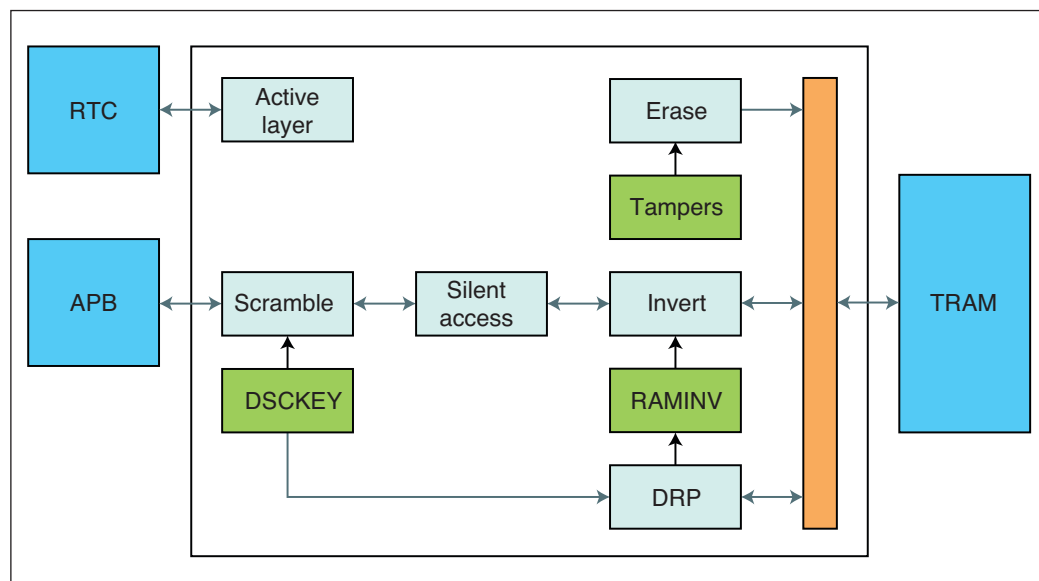 RTC
Active
layer
Erase
Tampers
APB
Scramble
Silent
access
Invert
TRAM
DSCKEY
RAMINV
DRP